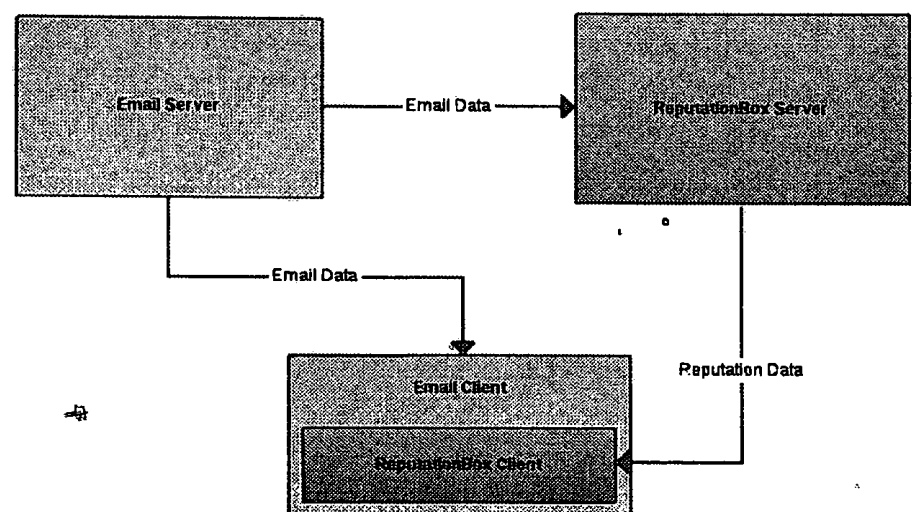 Email Server
Email Data
ReputationBox Server
Email Data
Reputation Data
Email Client
ReputationBox Client